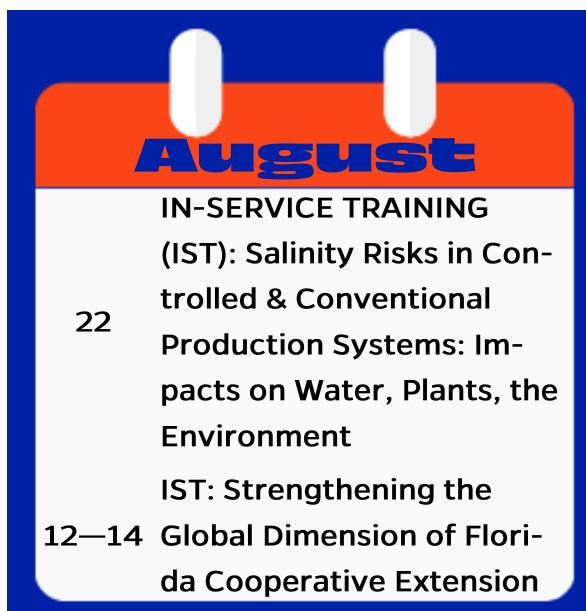 August
IN-SERVICE TRAINING
(IST): Salinity Risks in Con-
trolled & Conventional
22
Production Systems: Im-
pacts on Water, Plants, the
Environment
IST: Strengthening the
12—14 Global Dimension of Flori-
da Cooperative Extension